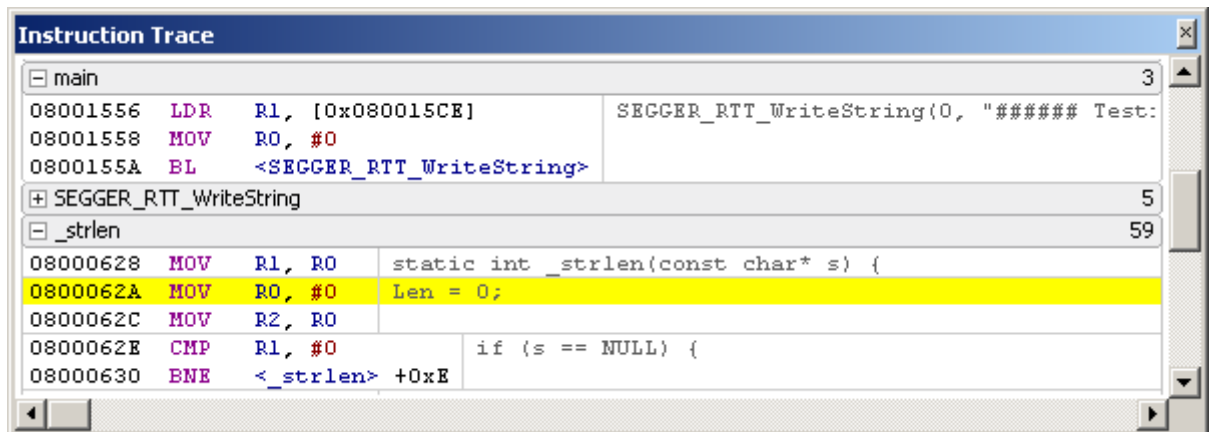 Instruction Trace
main 3
08001556 LDR R1, [0x080015CE] SEGGER_RTT_WriteString(0, "###### Test:
08001558 MOV R0, #0
0800155A BL <SEGGER_RTT_WriteString>
SEGGER_RTT_WriteString 5
_strlen 59
08000628 MOV R1, R0 static int _strlen(const char* s) {
0800062A MOV R0, #0 Len = 0;
0800062C MOV R2, R0
0800062E CMP R1, #0 if (s == NULL) {
08000630 BNE <_strlen> +0xE